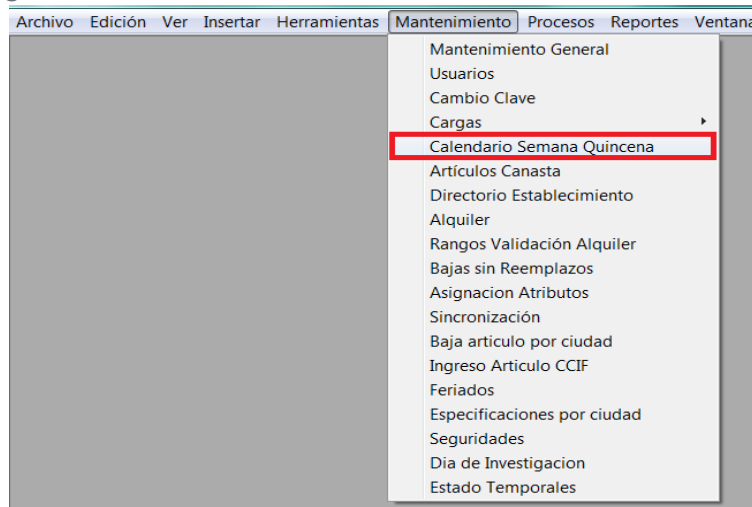 Archivo Edición Ver Insertar Herramientas Mantenimiento Procesos Reportes Ventana
Mantenimiento General
Usuarios
Cambio Clave
Cargas
Calendario Semana Quincena
Artículos Canasta
Directorio Establecimiento
Alquiler
Rangos Validación Alquiler
Bajas sin Reemplazos
Asignacion Atributos
Sincronización
Baja articulo por ciudad
Ingreso Articulo CCIF
Feriados
Especificaciones por ciudad
Seguridades
Dia de Investigacion
Estado Temporales